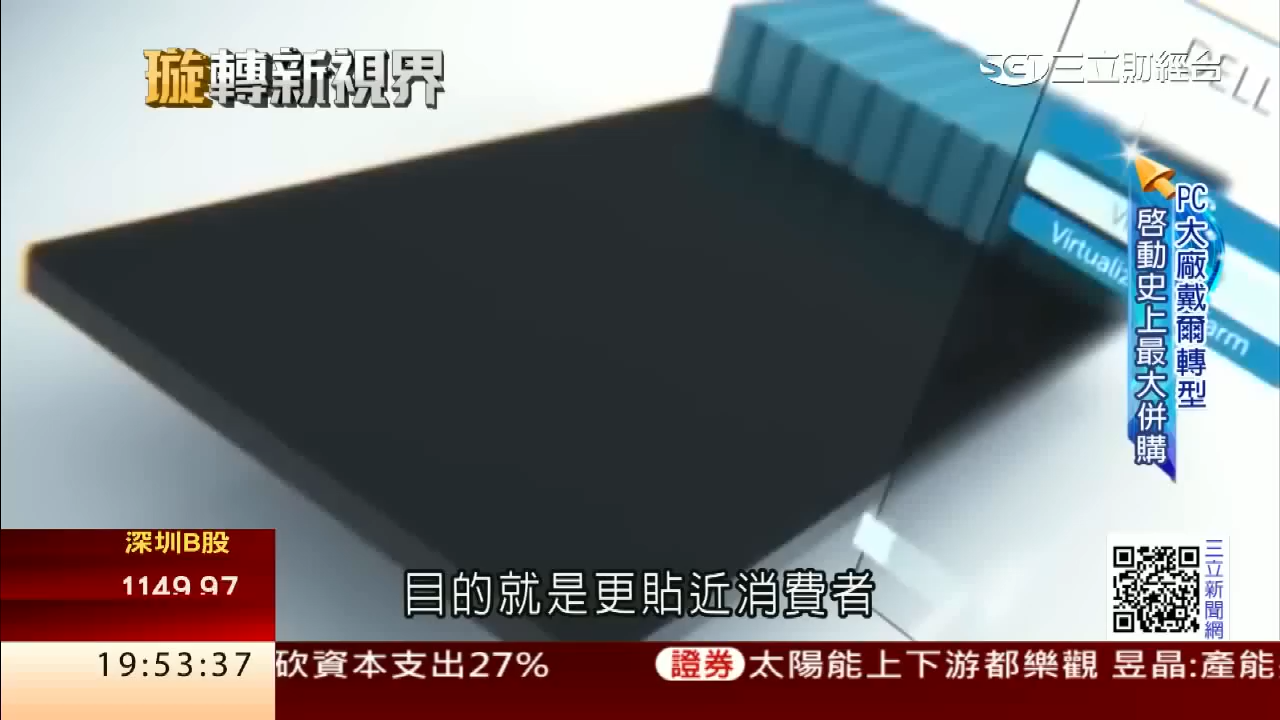 璇轉新視界
SET三立財經台
DELL
PC大廠戴爾轉型
啓動史上最大併購
深圳B股
1149.97
目的就是更貼近消費者
三立新聞網
19:53:37
砍資本支出27% 證券 太陽能上下游都樂觀 昱晶:產能